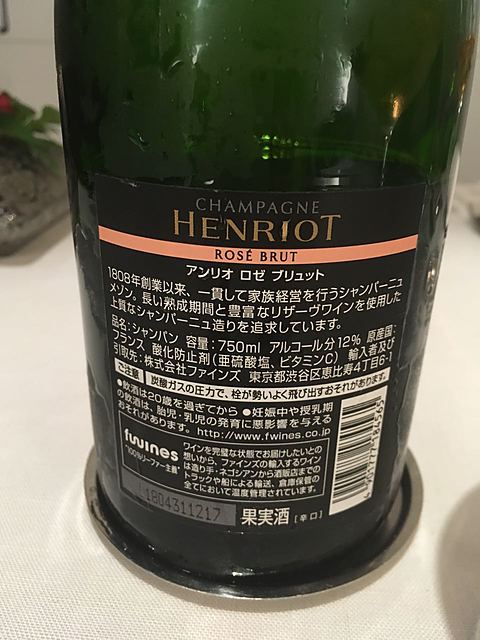 CHAMPAGNE
HENRIOT
ROSÉ BRUT
アンリオ ロゼ ブリュット
1808年創業以来、一貫して家族経営を行うシャンパーニュ
メゾン。長い熟成期間と豊富なリザーヴワインを使用した
上質なシャンパーニュ造りを追求しています。
品名:シャンパン 容量:750ml アルコール分12% 原産国:
フランス 酸化防止剤(亜硫酸塩、ビタミンC) 輸入者及び
引取先:株式会社ファインズ 東京都渋谷区恵比寿4丁目6-1
ご注意 炭酸ガスの圧力で、栓が勢いよく飛び出すおそれがあります。
●飲酒は20歳を過ぎてから ●妊娠中や授乳期
の飲酒は、胎児・乳児の発育に悪影響を与える
おそれがあります。 http://www.fwines.co.jp
fwines
100%リーファー主義
ワインを完璧な状態でお届けしたいとの
想いから、ファインズの輸入するワイン
は造り手・ネゴシアンから酒販店までの
トラックや船による輸送、倉庫保管の
全てにおいて温度管理されています。
L1804311217
果実酒 [辛口]